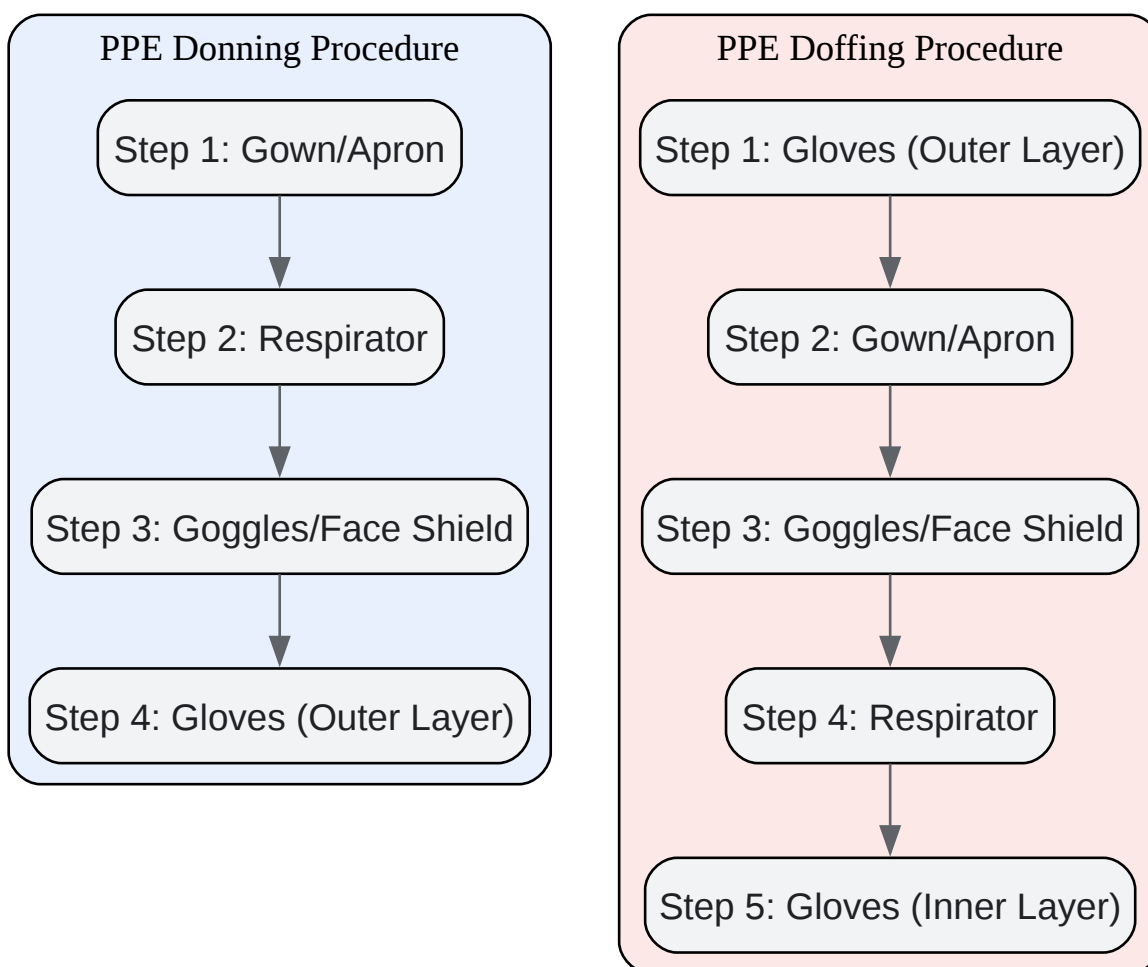 PPE Donning Procedure
Step 1: Gown/Apron
Step 2: Respirator
Step 3: Goggles/Face Shield
Step 4: Gloves (Outer Layer)
PPE Doffing Procedure
Step 1: Gloves (Outer Layer)
Step 2: Gown/Apron
Step 3: Goggles/Face Shield
Step 4: Respirator
Step 5: Gloves (Inner Layer)